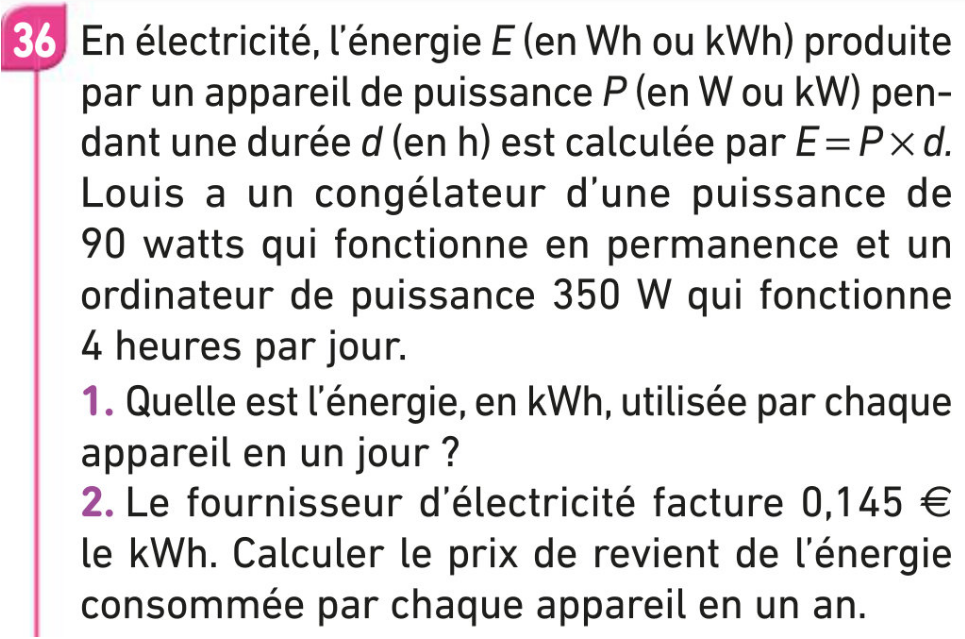 36 En électricité, l’énergie E (en Wh ou kWh) produite
par un appareil de puissance P (en W ou kW) pen-
dant une durée d (en h) est calculée par E = P × d.
Louis a un congélateur d’une puissance de
90 watts qui fonctionne en permanence et un
ordinateur de puissance 350 W qui fonctionne
4 heures par jour.
1. Quelle est l’énergie, en kWh, utilisée par chaque
appareil en un jour ?
2. Le fournisseur d’électricité facture 0,145 €
le kWh. Calculer le prix de revient de l’énergie
consommée par chaque appareil en un an.